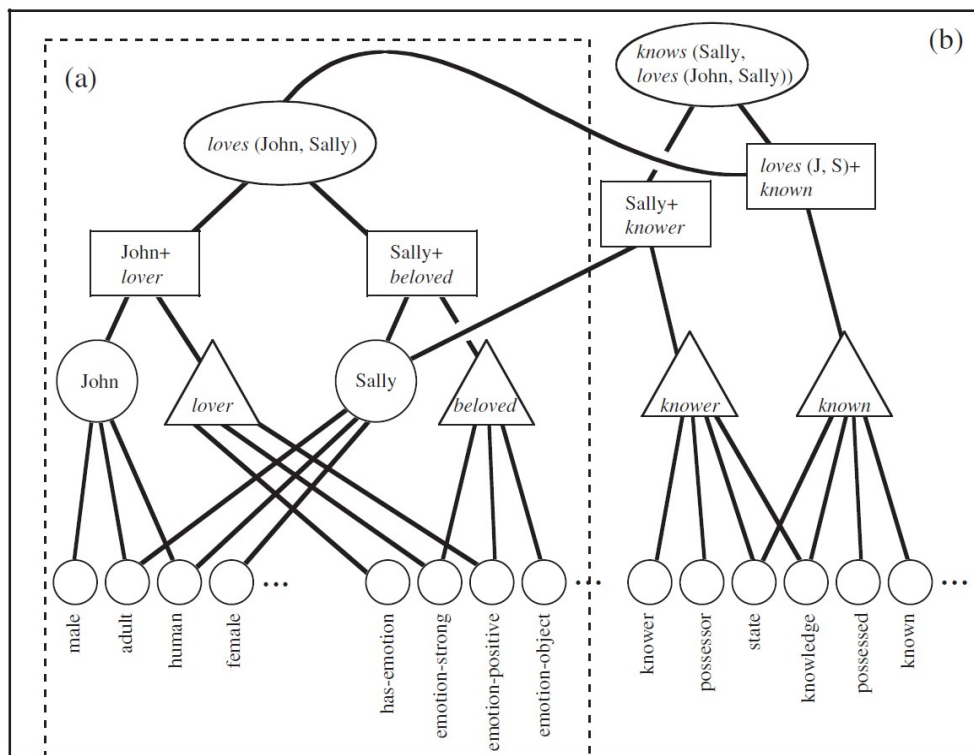 (a)
(b)
knows (Sally,
loves (John, Sally))
loves (John, Sally)
loves (J, S)+
known
Sally+
knower
John+
lover
Sally+
beloved
John
lover
Sally
beloved
knower
known
...
...
...
male
adult
human
female
has-emotion
emotion-strong
emotion-positive
emotion-object
knower
possessor
state
knowledge
possessed
known